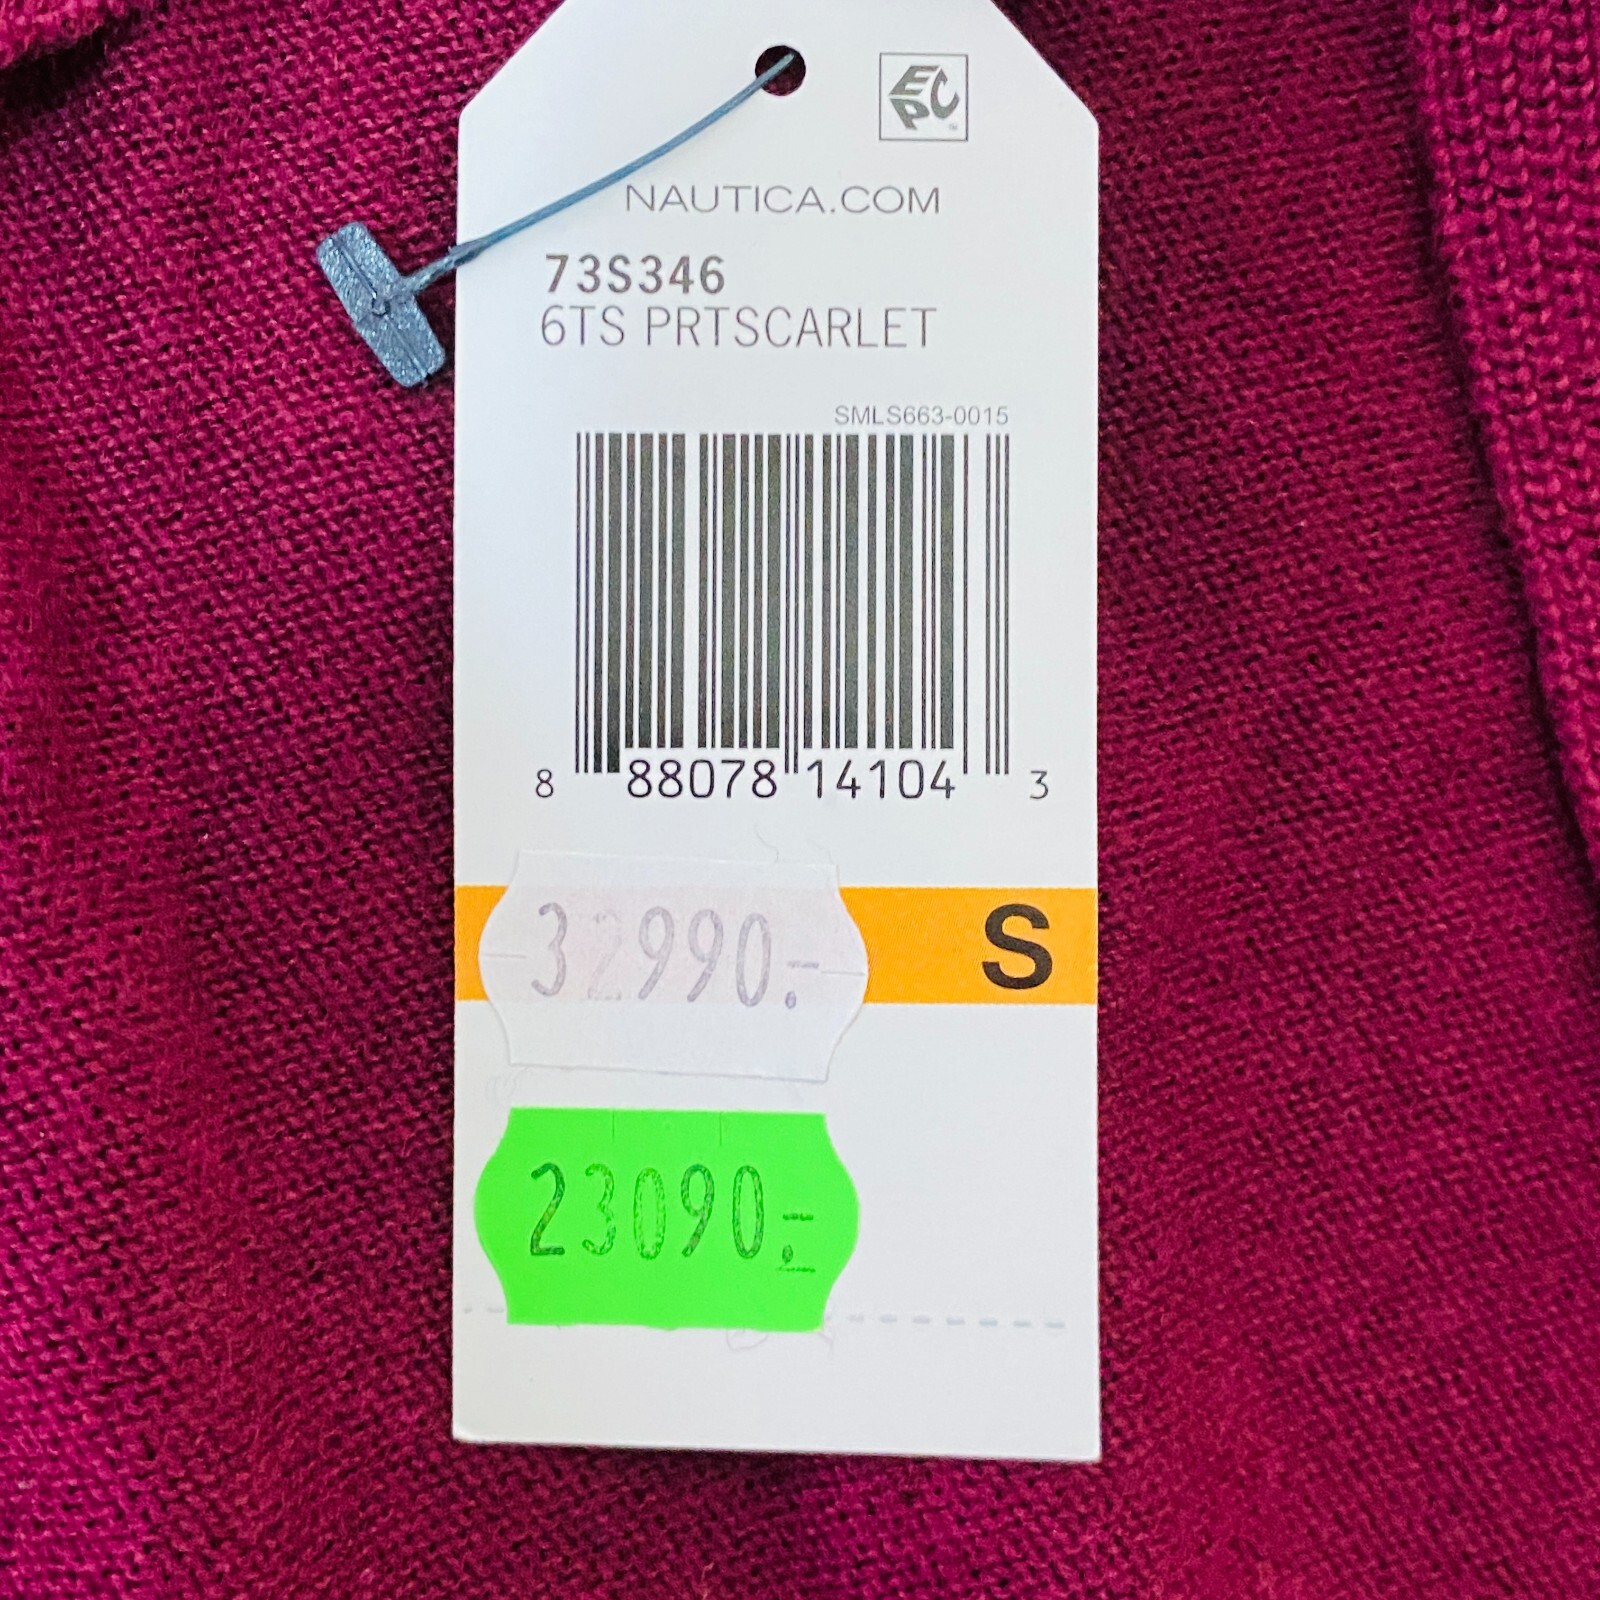 EPC
NAUTICA.COM
73S346
6TS PRTSCARLET
SMLS663-0015
8 88078 14104 3
32990.-
S
23090.-